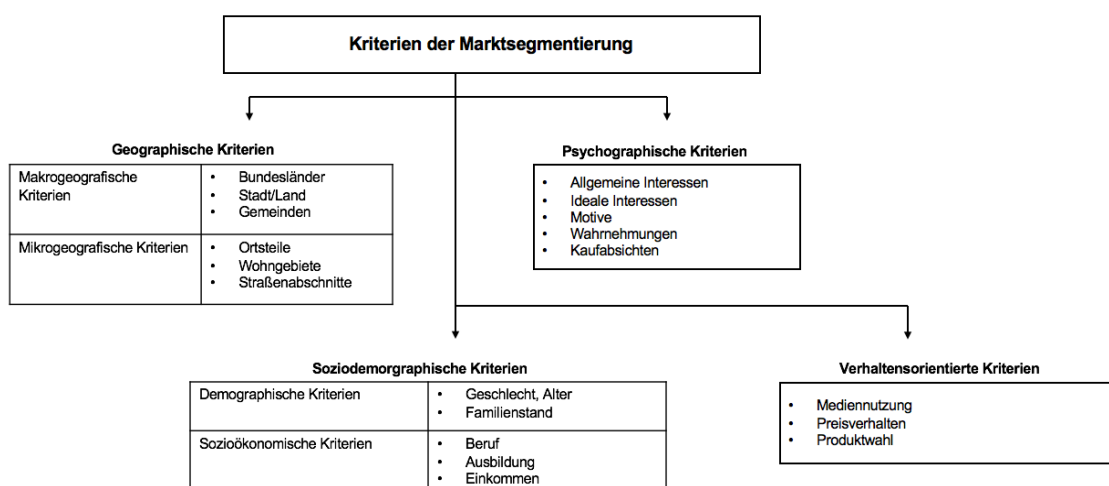 Kriterien der Marktsegmentierung
Geographische Kriterien
Makrogeografische
Kriterien
• Bundesländer
• Stadt/Land
• Gemeinden
Mikrogeografische Kriterien
• Ortsteile
• Wohngebiete
• Straßenabschnitte
Psychographische Kriterien
• Allgemeine Interessen
• Ideale Interessen
• Motive
• Wahrnehmungen
• Kaufabsichten
Soziodemorgraphische Kriterien
Demographische Kriterien
• Geschlecht, Alter
• Familienstand
Sozioökonomische Kriterien
• Beruf
• Ausbildung
• Einkommen
Verhaltensorientierte Kriterien
• Mediennutzung
• Preisverhalten
• Produktwahl